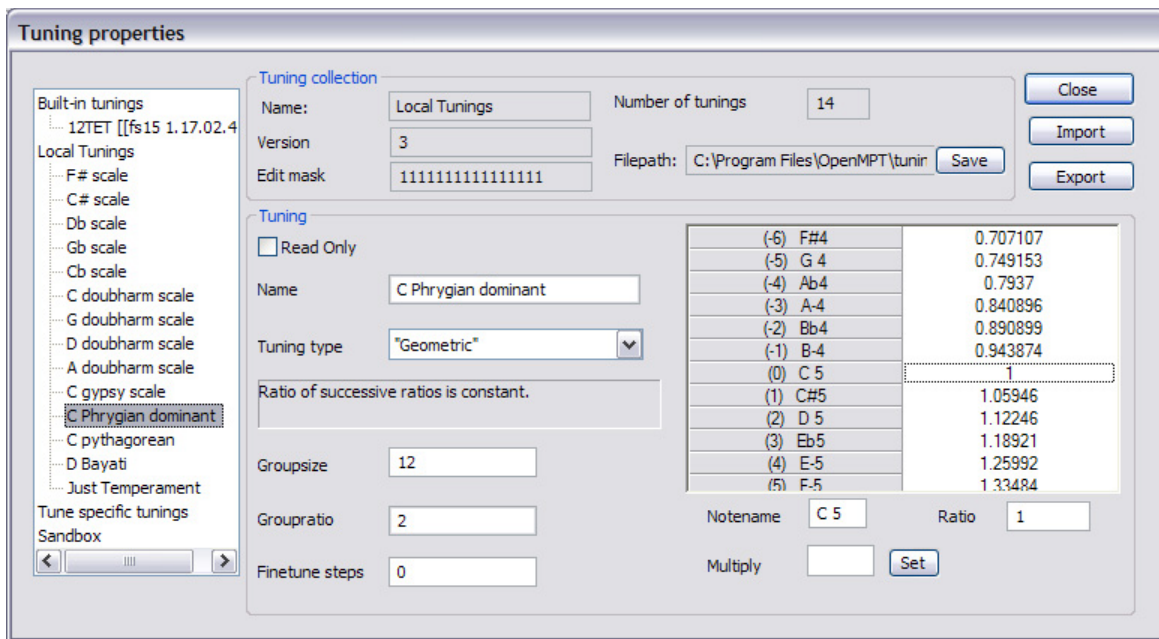 Tuning properties
Built-in tunings
12TET [[fs15 1.17.02.4
Local Tunings
F# scale
C# scale
Db scale
Gb scale
Cb scale
C doubharm scale
G doubharm scale
D doubharm scale
A doubharm scale
C gypsy scale
C Phrygian dominant
C pythagorean
D Bayati
Just Temperament
Tune specific tunings
Sandbox
Tuning collection
Name: Local Tunings
Version 3
Edit mask 1111111111111111
Number of tunings 14
Filepath: C:\Program Files\OpenMPT\tunin Save
Close
Import
Export
Tuning
Read Only
Name C Phrygian dominant
Tuning type "Geometric"
Ratio of successive ratios is constant.
Groupsize 12
Groupratio 2
Finetune steps 0
(-6) F#4 0.707107
(-5) G 4 0.749153
(-4) Ab4 0.7937
(-3) A-4 0.840896
(-2) Bb4 0.890899
(-1) B-4 0.943874
(0) C 5 1
(1) C#5 1.05946
(2) D 5 1.12246
(3) Eb5 1.18921
(4) E-5 1.25992
(5) F-5 1.33484
Notename C 5 Ratio 1
Multiply Set